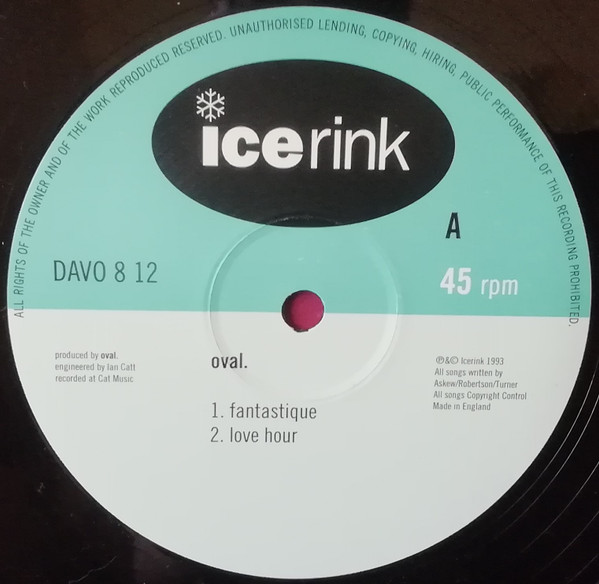 ALL RIGHTS OF THE OWNER AND OF THE WORK REPRODUCED RESERVED. UNAUTHORISED LENDING, COPYING, HIRING, PUBLIC PERFORMANCE OF THIS RECORDING PROHIBITED.
icerink
A
DAVO 8 12
45 rpm
produced by oval.
engineered by Ian Catt
recorded at Cat Music
oval.
1. fantastique
2. love hour
℗&© Icerink 1993
All songs written by
Askew/Robertson/Turner
All songs Copyright Control
Made in England